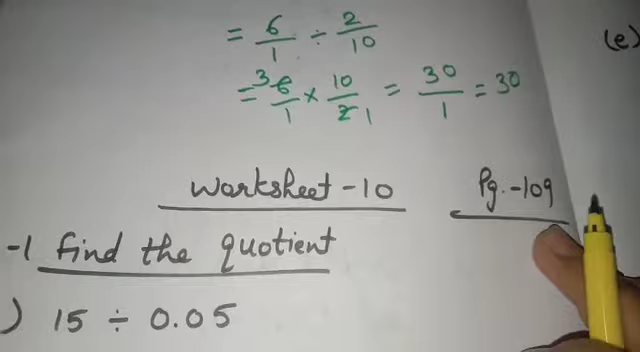 = 6/1 ÷ 2/10
(e)
= 3 6/1 × 10/2 1 = 30/1 = 30
Worksheet-10 Pg.-109
-1 find the quotient
) 15 ÷ 0.05